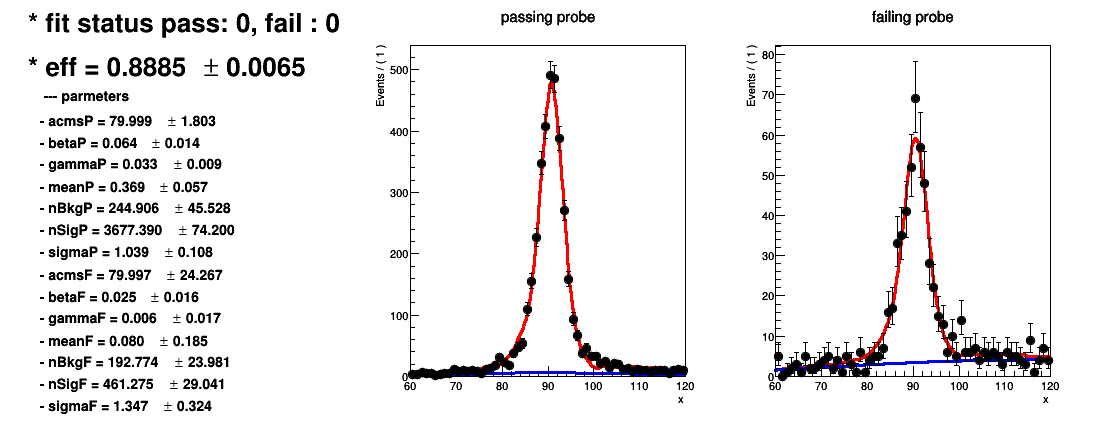 * fit status pass: 0, fail : 0
* eff = 0.8885 ± 0.0065
--- parmeters
- acmsP = 79.999 ± 1.803
- betaP = 0.064 ± 0.014
- gammaP = 0.033 ± 0.009
- meanP = 0.369 ± 0.057
- nBkgP = 244.906 ± 45.528
- nSigP = 3677.390 ± 74.200
- sigmaP = 1.039 ± 0.108
- acmsF = 79.997 ± 24.267
- betaF = 0.025 ± 0.016
- gammaF = 0.006 ± 0.017
- meanF = 0.080 ± 0.185
- nBkgF = 192.774 ± 23.981
- nSigF = 461.275 ± 29.041
- sigmaF = 1.347 ± 0.324
passing probe
Events / ( 1 )
500
400
300
200
100
0
60 70 80 90 100 110 120
x
failing probe
Events / ( 1 )
80
70
60
50
40
30
20
10
0
60 70 80 90 100 110 120
x